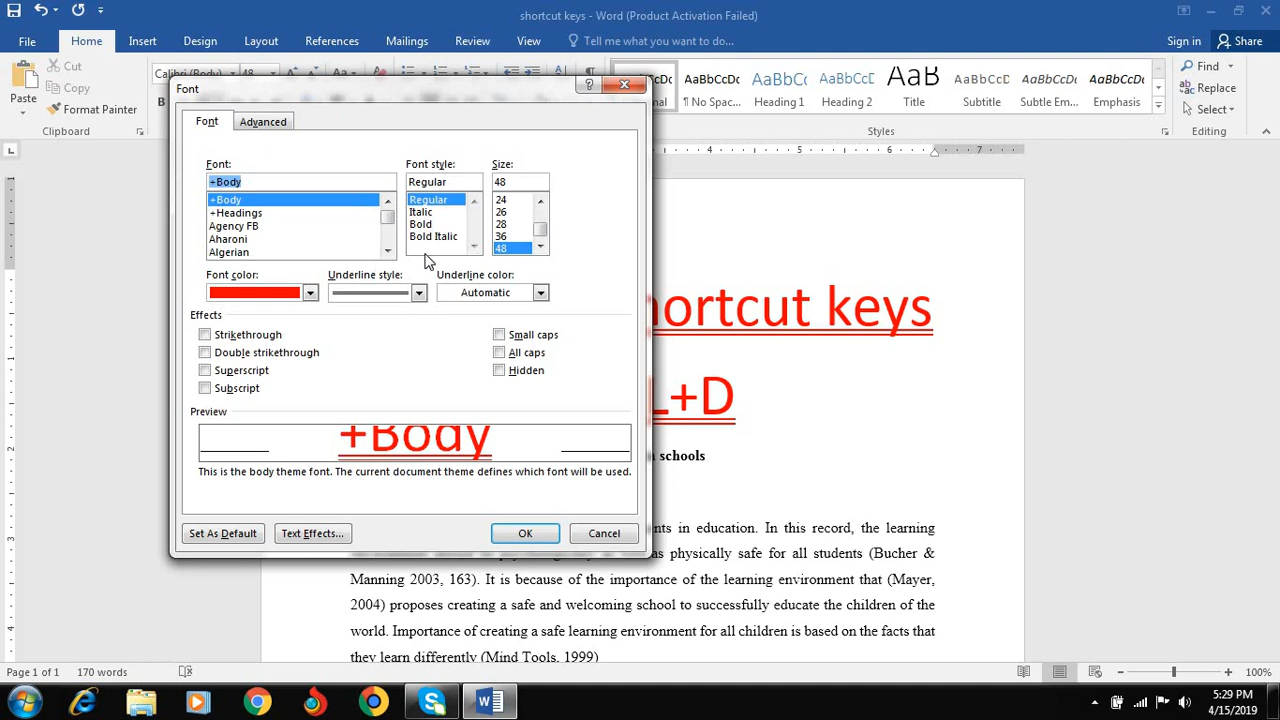 shortcut keys - Word (Product Activation Failed)
File Home Insert Design Layout References Mailings Review View Tell me what you want to do... Sign in Share
Paste
Cut
Copy
Format Painter
Clipboard
Calibri (Body) 48
AaBbCcDc AaBbCcDc AaBbCc AaBbCcD AaB AaBbCcD AaBbCcDc AaBbCcDc
¶ No Spac... Heading 1 Heading 2 Title Subtitle Subtle Em... Emphasis
Styles
Find
Replace
Select
Editing
Font
Font Advanced
Font: Font style: Size:
+Body Regular 48
+Body Regular 24
+Headings Italic 26
Agency FB Bold 28
Aharoni Bold Italic 36
Algerian 48
Font color: Underline style: Underline color:
Automatic
Effects
Strikethrough Small caps
Double strikethrough All caps
Superscript Hidden
Subscript
Preview
+Body
This is the body theme font. The current document theme defines which font will be used.
Set As Default Text Effects... OK Cancel
3 4 5 6 7
hortcut keys
+D
schools
in education. In this record, the learning
as physically safe for all students (Bucher &
Manning 2003, 163). It is because of the importance of the learning environment that (Mayer,
2004) proposes creating a safe and welcoming school to successfully educate the children of the
world. Importance of creating a safe learning environment for all children is based on the facts that
they learn differently (Mind Tools, 1999)
Page 1 of 1 170 words 100%
5:29 PM
4/15/2019